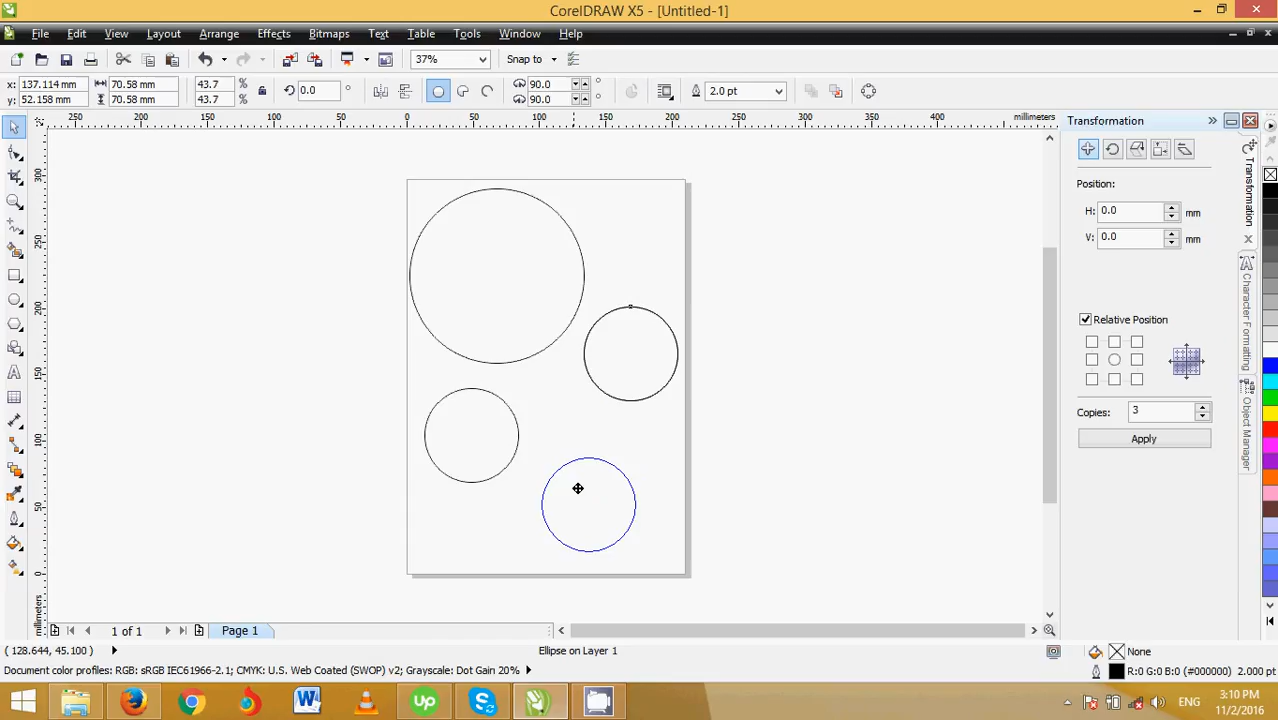 CorelDRAW X5 - [Untitled-1]
File Edit View Layout Arrange Effects Bitmaps Text Table Tools Window Help
37% Snap to
x: 137.114 mm 70.58 mm 43.7 % 0.0 ° 90.0 ° 2.0 pt
y: 52.158 mm 70.58 mm 43.7 % 90.0
250 200 150 100 50 0 50 100 150 200 250 300 350 400 millimeters
300
250
200
150
100
50
0
millimeters
Transformation
Position:
H: 0.0 mm
V: 0.0 mm
Relative Position
Copies: 3
Apply
Transformation
Character Formatting
Object Manager
1 of 1 Page 1
( 128.644, 45.100 ) Ellipse on Layer 1 None
Document color profiles: RGB: sRGB IEC61966-2.1; CMYK: U.S. Web Coated (SWOP) v2; Grayscale: Dot Gain 20% R:0 G:0 B:0 (#000000) 2.000 pt
Up
ENG
3:10 PM
11/2/2016